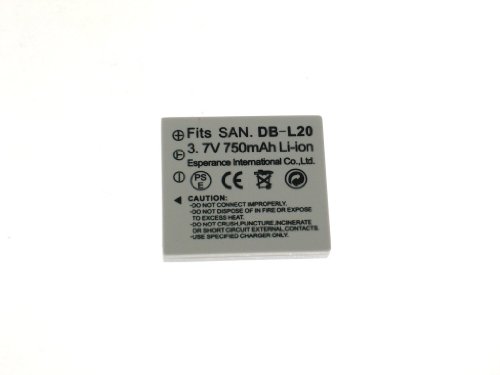 Fits SAN. DB-L20
3.7V 750mAh Li-ion
Esperance International Co.,Ltd.
PS
E
CAUTION:
-DO NOT CONNECT IMPROPERLY.
-DO NOT DISPOSE OF IN FIRE OR EXPOSE
TO EXCESS HEAT.
-DO NOT CRUSH,PUNCTURE,INCINERATE
OR SHORT CIRCUIT EXTERNAL CONTACTS.
-USE SPECIFIED CHARGER ONLY.